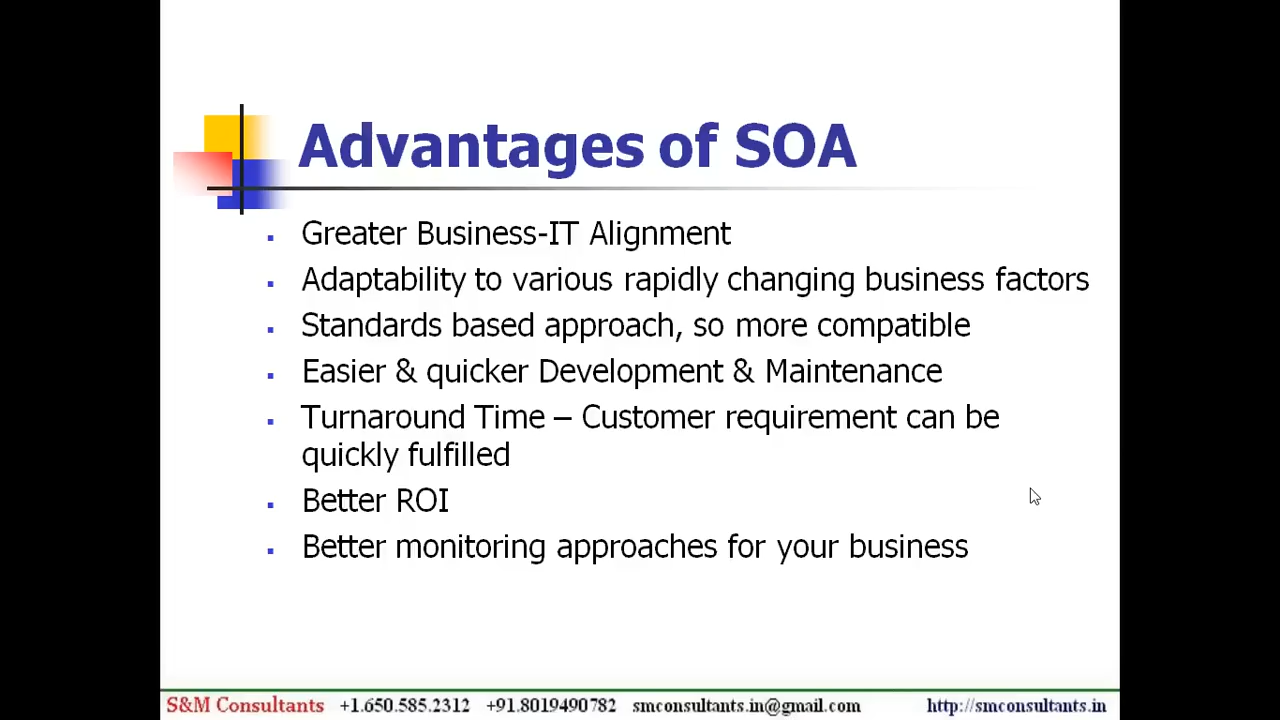 Advantages of SOA
▪ Greater Business-IT Alignment
▪ Adaptability to various rapidly changing business factors
▪ Standards based approach, so more compatible
▪ Easier & quicker Development & Maintenance
▪ Turnaround Time – Customer requirement can be
quickly fulfilled
▪ Better ROI
▪ Better monitoring approaches for your business
S&M Consultants +1.650.585.2312 +91.8019490782 smconsultants.in@gmail.com http://smconsultants.in